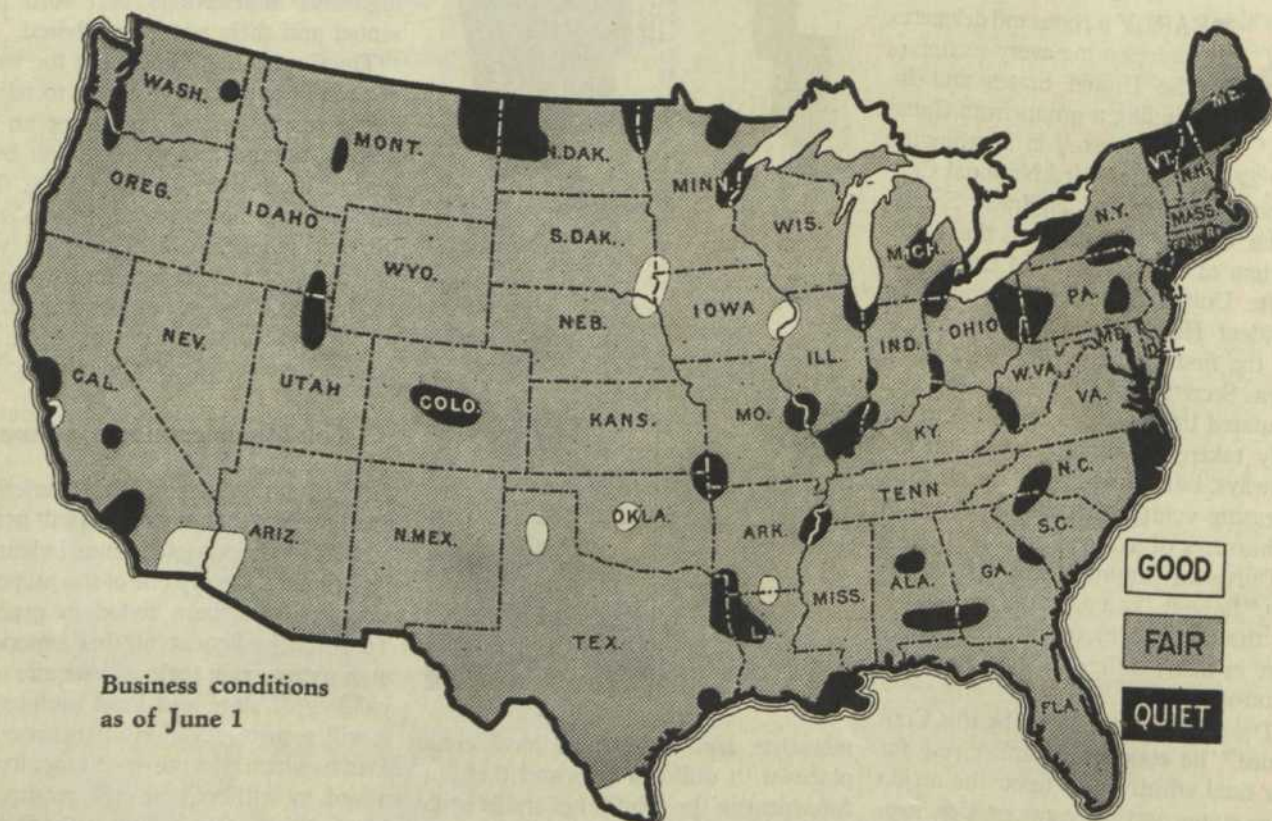 WASH.
MONT.
N.DAK.
MINN.
ME.
VT.
N.H.
OREG.
IDAHO
S.DAK.
WIS.
MICH.
N.Y.
MASS.
WYO.
NEB.
IOWA
ILL.
IND.
OHIO
PA.
N.J.
MD.
DEL.
NEV.
UTAH
COLO.
KANS.
MO.
W.VA.
VA.
CAL.
KY.
N.C.
TENN
ARIZ.
N.MEX.
OKLA.
ARK.
S.C.
MISS.
ALA.
GA.
TEX.
LA.
FLA.
GOOD
FAIR
QUIET
Business conditions
as of June 1